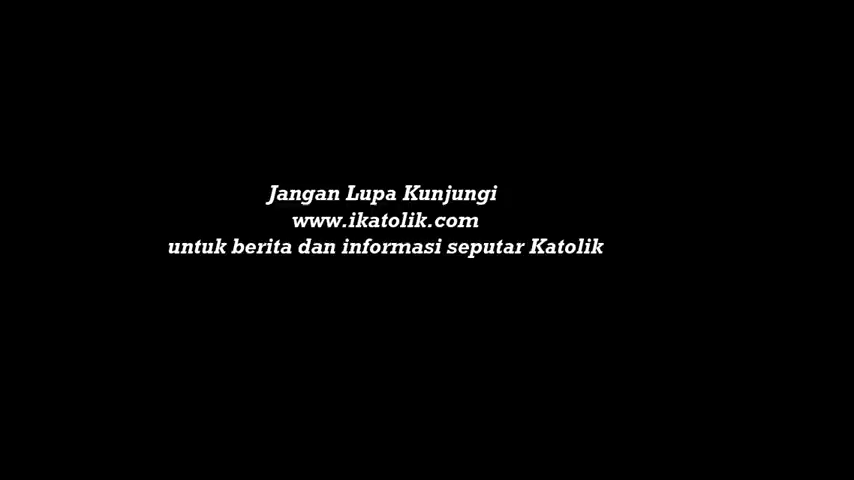 Jangan Lupa Kunjungi
www.ikatolik.com
untuk berita dan informasi seputar Katolik